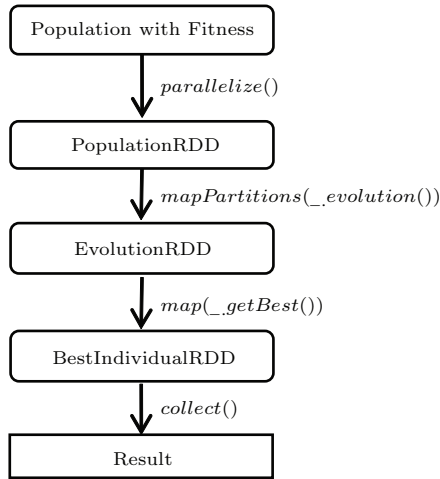 Population with Fitness
parallelize()
PopulationRDD
mapPartitions(_.evolution())
EvolutionRDD
map(_.getBest())
BestIndividualRDD
collect()
Result